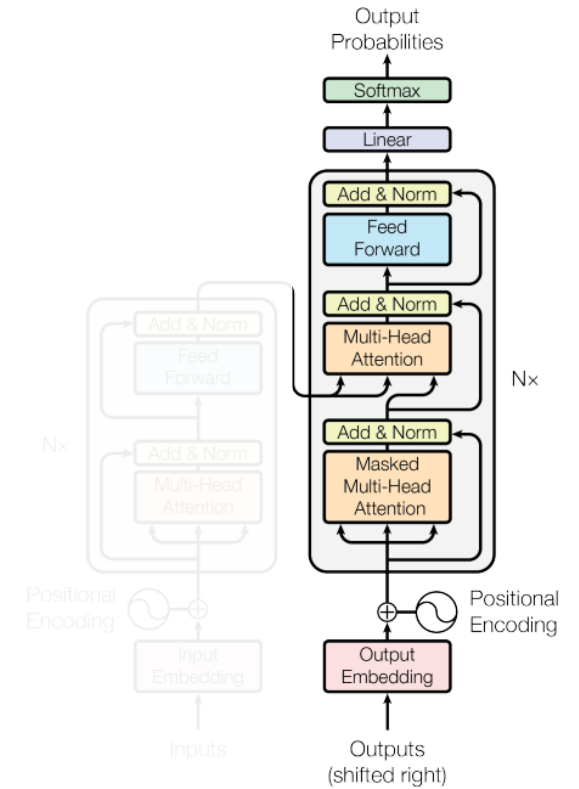 Output
Probabilities
Softmax
Linear
Add & Norm
Feed
Forward
Add & Norm
Multi-Head
Attention
Nx
Add & Norm
Masked
Multi-Head
Attention
Positional
Encoding
Output
Embedding
Outputs
(shifted right)
Add & Norm
Feed
Forward
Nx
Add & Norm
Multi-Head
Attention
Positional
Encoding
Input
Embedding
Inputs